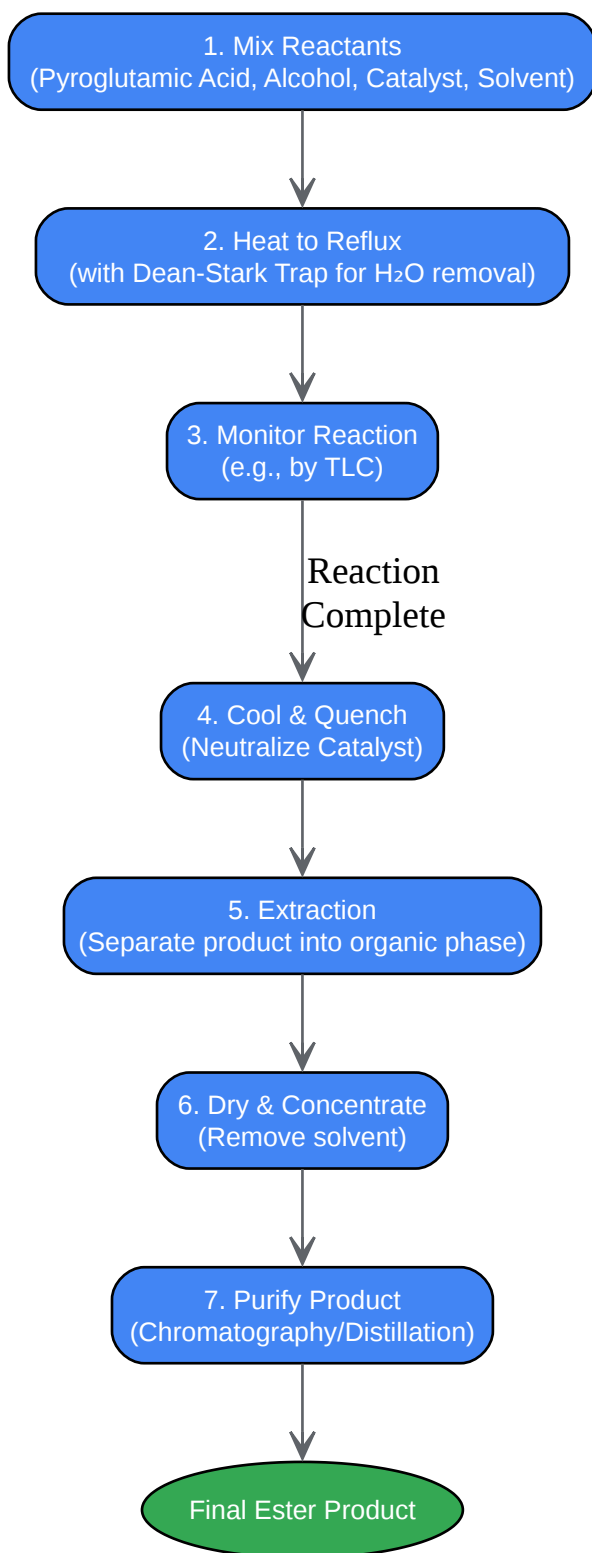 1. Mix Reactants
(Pyroglutamic Acid, Alcohol, Catalyst, Solvent)
2. Heat to Reflux
(with Dean-Stark Trap for H₂O removal)
3. Monitor Reaction
(e.g., by TLC)
Reaction
Complete
4. Cool & Quench
(Neutralize Catalyst)
5. Extraction
(Separate product into organic phase)
6. Dry & Concentrate
(Remove solvent)
7. Purify Product
(Chromatography/Distillation)
Final Ester Product